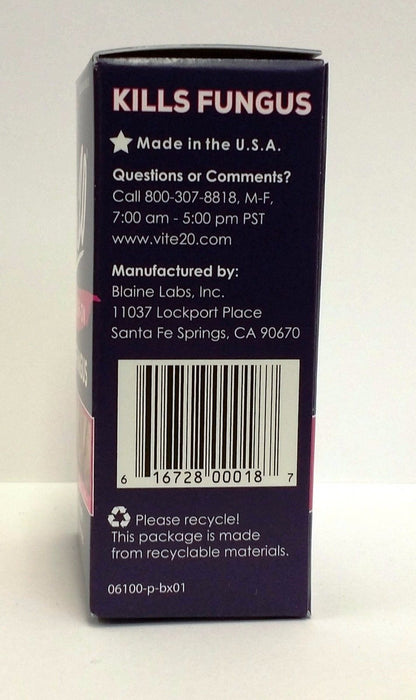 KILLS FUNGUS
Made in the U.S.A.
Questions or Comments?
Call 800-307-8818, M-F,
7:00 am - 5:00 pm PST
www.vite20.com
Manufactured by:
Blaine Labs, Inc.
11037 Lockport Place
Santa Fe Springs, CA 90670
6 16728 00018 7
Please recycle!
This package is made
from recyclable materials.
06100-p-bx01